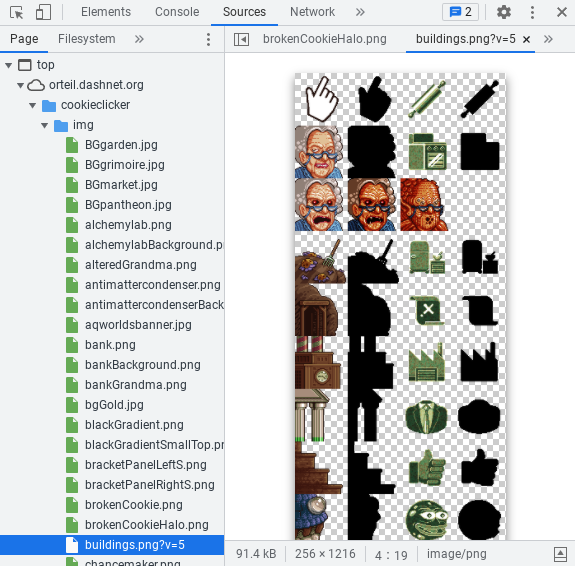 Elements Console Sources Network » 2
Page Filesystem » brokenCookieHalo.png buildings.png?v=5 × »
top
orteil.dashnet.org
cookieclicker
img
BGgarden.jpg
BGgrimoire.jpg
BGmarket.jpg
BGpantheon.jpg
alchemylab.png
alchemylabBackground.p
alteredGrandma.png
antimattercondenser.png
antimattercondenserBack
aqworldsbanner.jpg
bank.png
bankBackground.png
bankGrandma.png
bgGold.jpg
blackGradient.png
blackGradientSmallTop.pr
bracketPanelLeftS.png
bracketPanelRightS.png
brokenCookie.png
brokenCookieHalo.png
buildings.png?v=5
chancemaker.png
91.4 kB 256 × 1216 4 : 19 image/png